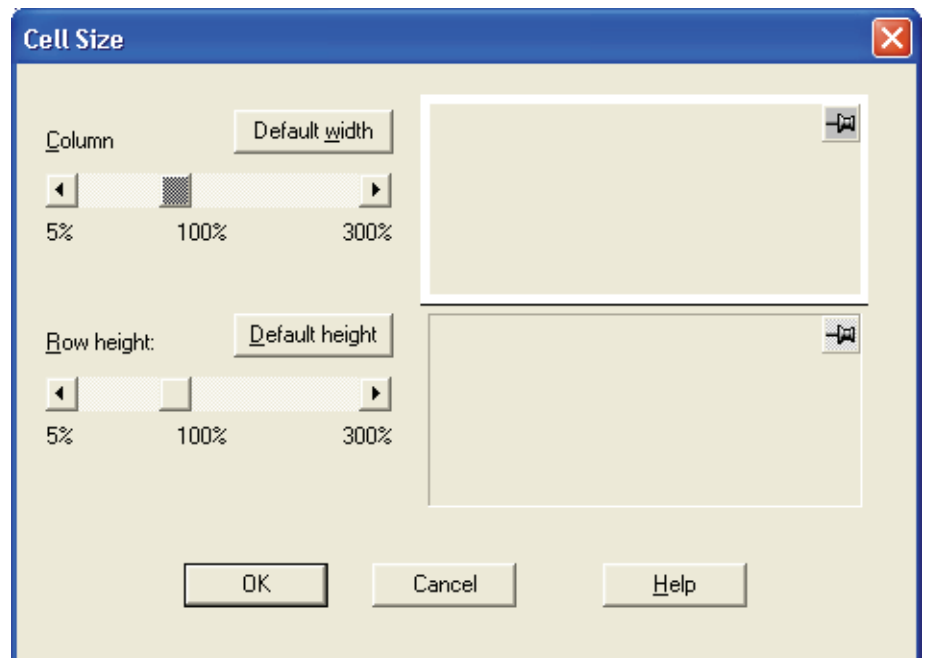 Cell Size
Column
Default width
5% 100% 300%
Row height:
Default height
5% 100% 300%
OK Cancel Help